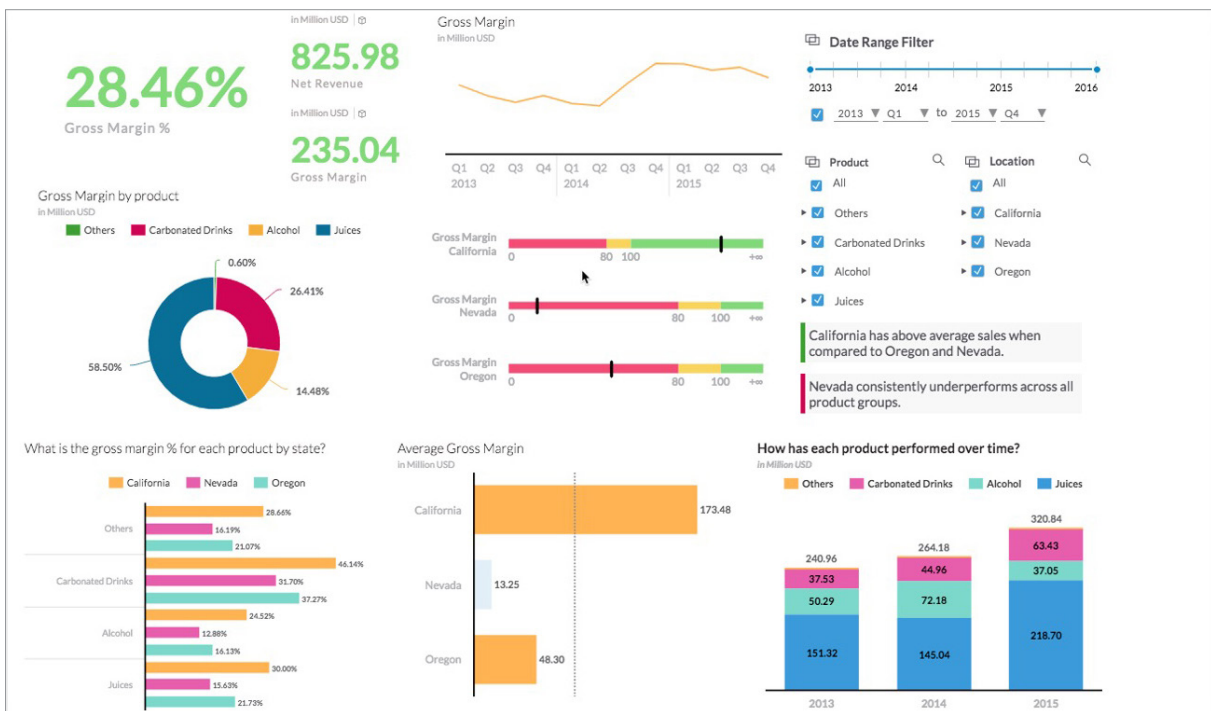 28.46%
Gross Margin %
in Million USD
825.98
Net Revenue
in Million USD
235.04
Gross Margin
Gross Margin
in Million USD
Q1 Q2 Q3 Q4 Q1 Q2 Q3 Q4 Q1 Q2 Q3 Q4
2013 2014 2015
Date Range Filter
2013 2014 2015 2016
2013 Q1 to 2015 Q4
Product
All
Others
Carbonated Drinks
Alcohol
Juices
Location
All
California
Nevada
Oregon
Gross Margin by product
in Million USD
Others Carbonated Drinks Alcohol Juices
0.60%
26.41%
58.50%
14.48%
Gross Margin
California
0 80 100 +∞
Gross Margin
Nevada
0 80 100 +∞
Gross Margin
Oregon
0 80 100 +∞
California has above average sales when
compared to Oregon and Nevada.
Nevada consistently underperforms across all
product groups.
What is the gross margin % for each product by state?
California Nevada Oregon
Others
28.66%
16.19%
21.07%
Carbonated Drinks
46.14%
31.70%
37.27%
Alcohol
24.52%
12.88%
16.13%
Juices
30.00%
15.63%
21.73%
Average Gross Margin
in Million USD
California 173.48
Nevada 13.25
Oregon 48.30
How has each product performed over time?
in Million USD
Others Carbonated Drinks Alcohol Juices
240.96 264.18 320.84
37.53 44.96 63.43
50.29 72.18 37.05
151.32 145.04 218.70
2013 2014 2015